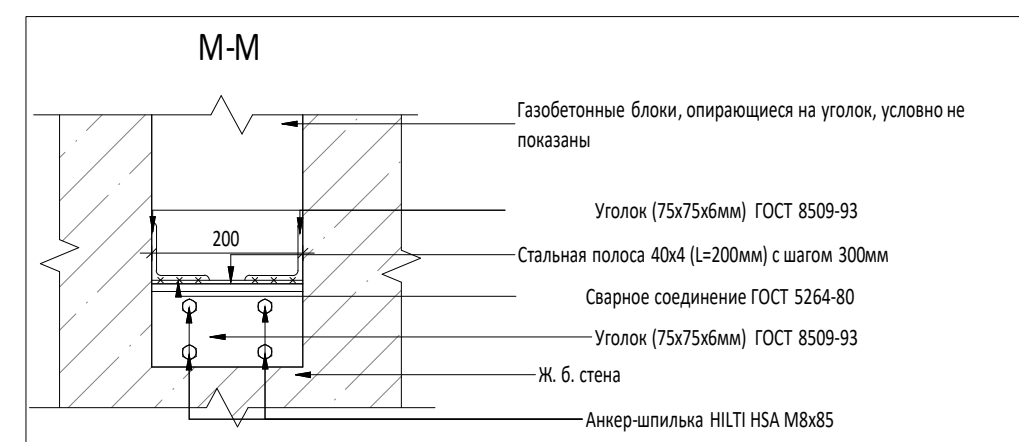 М-М
Газобетонные блоки, опирающиеся на уголок, условно не
показаны
Уголок (75х75х6мм) ГОСТ 8509-93
200
Стальная полоса 40х4 (L=200мм) с шагом 300мм
Сварное соединение ГОСТ 5264-80
Уголок (75х75х6мм) ГОСТ 8509-93
Ж. б. стена
Анкер-шпилька HILTI HSA М8х85